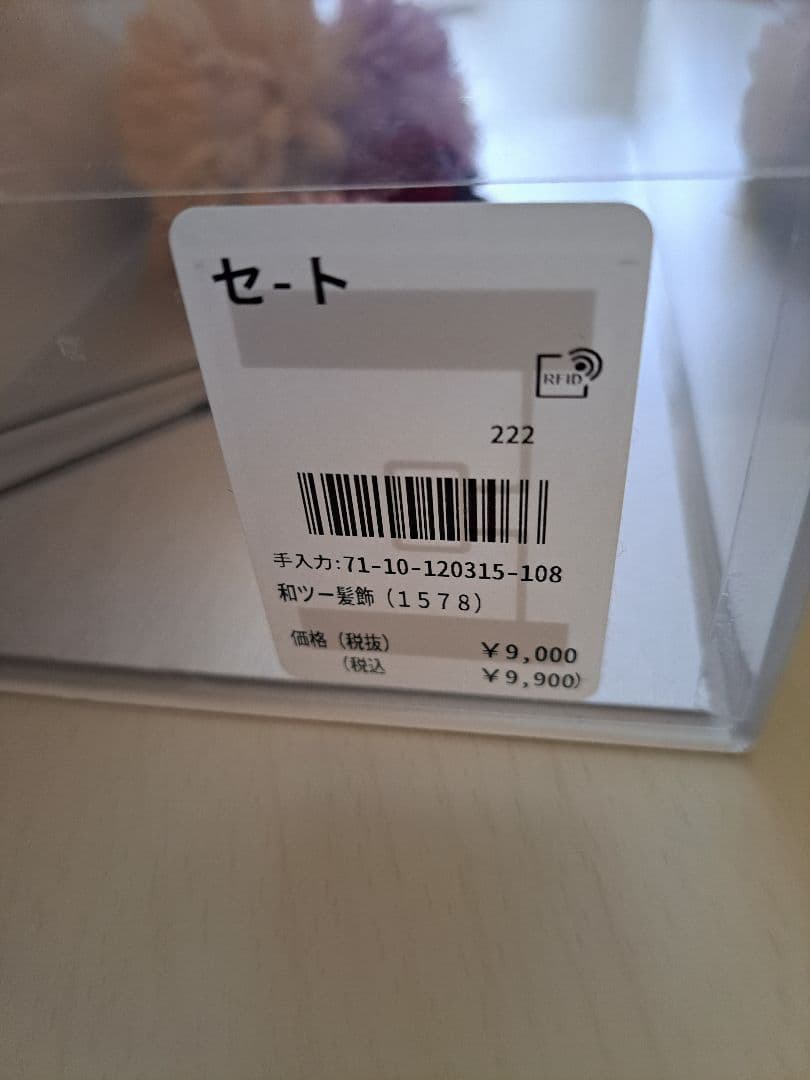 セ-ト
RFID
222
手入力:71-10-120315-108
和ツー髪飾（1578）
価格（税抜） ￥9,000
（税込 ￥9,900）